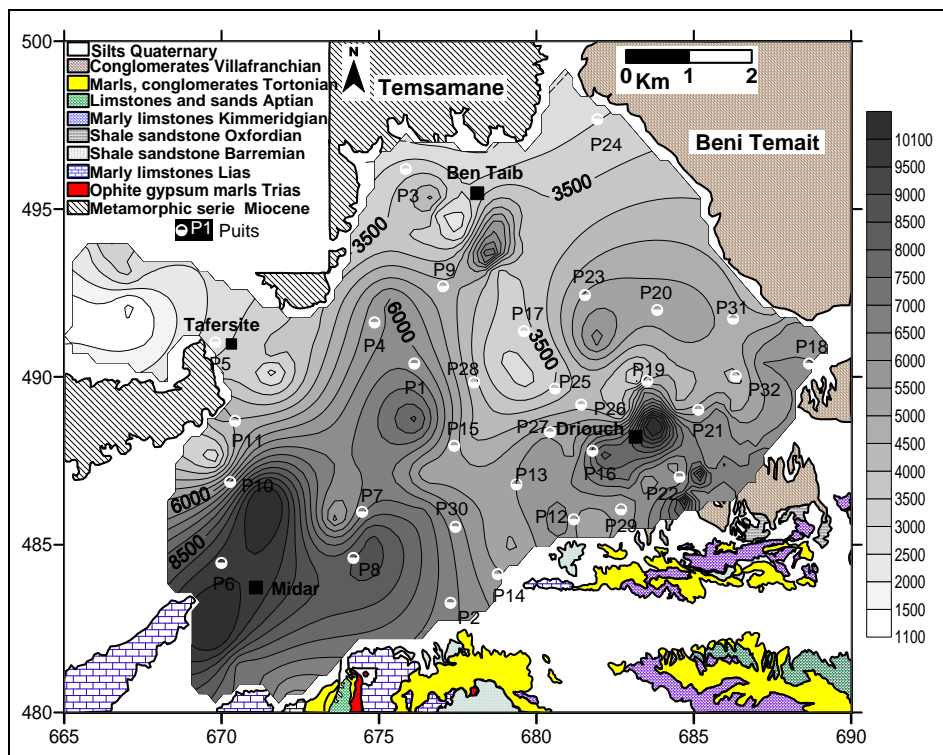 500
495
490
485
480
665
670
675
680
685
690
Silts Quaternary
Conglomerates Villafranchian
Marls, conglomerates Tortonian
Limstones and sands Aptian
Marly limestones Kimmeridgian
Shale sandstone Oxfordian
Shale sandstone Barremian
Marly limestones Lias
Ophite gypsum marls Trias
Metamorphic serie Miocene
P1 Puits
N
Temsamane
0 Km 1 2
Beni Temait
Ben Taib
Tafersite
Driouch
Midar
P24
P3
3500
3500
P9
P23
P20
P31
P17
6000
P4
3500
P5
P18
P28
P1
P25
P19
P32
P26
P11
P15
P27
P21
P16
P10
6000
P13
P22
P7
P30
P12
P29
8500
P6
P8
P14
P2
10100
9500
9000
8000
7500
7000
6500
6000
5500
5000
4500
4000
3500
3000
2500
2000
1500
1100